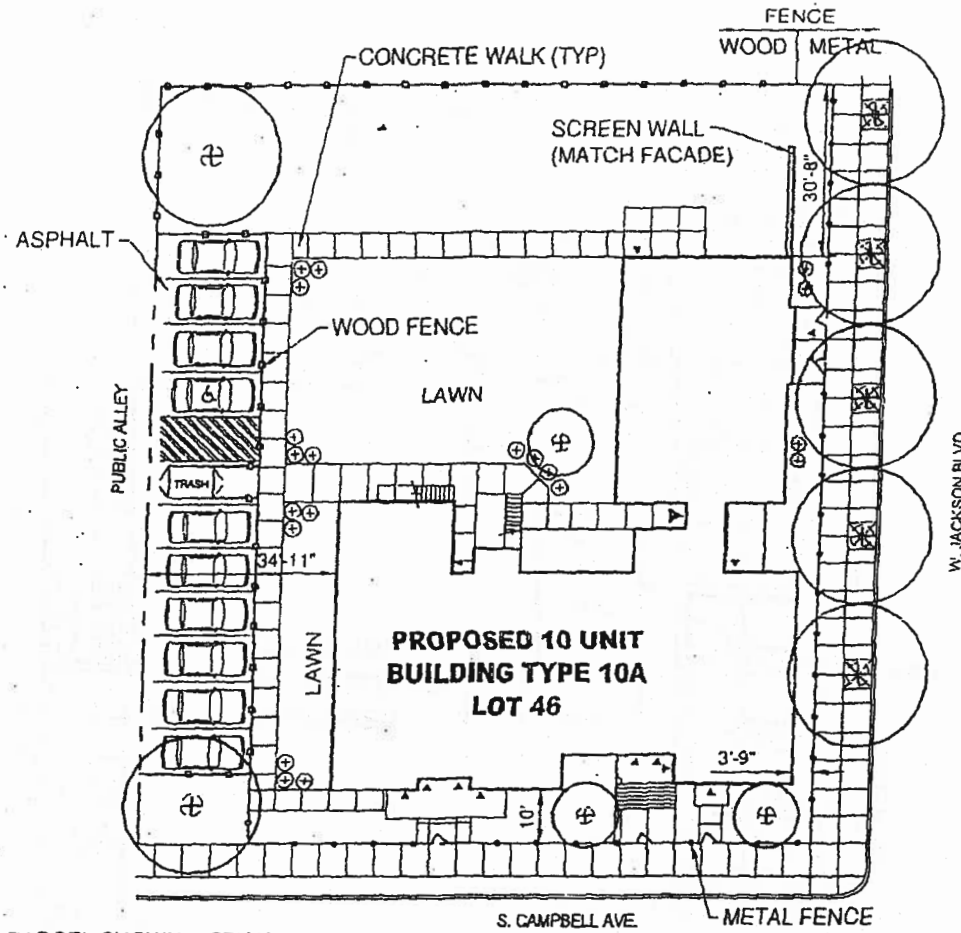 FENCE
WOOD METAL
CONCRETE WALK (TYP)
SCREEN WALL
(MATCH FACADE)
30'-8"
ASPHALT
WOOD FENCE
LAWN
PUBLIC ALLEY
TRASH
W. JACKSON BLVD
34'-11"
LAWN
PROPOSED 10 UNIT
BUILDING TYPE 10A
LOT 46
3'-9"
10'
S. CAMPBELL AVE.
METAL FENCE